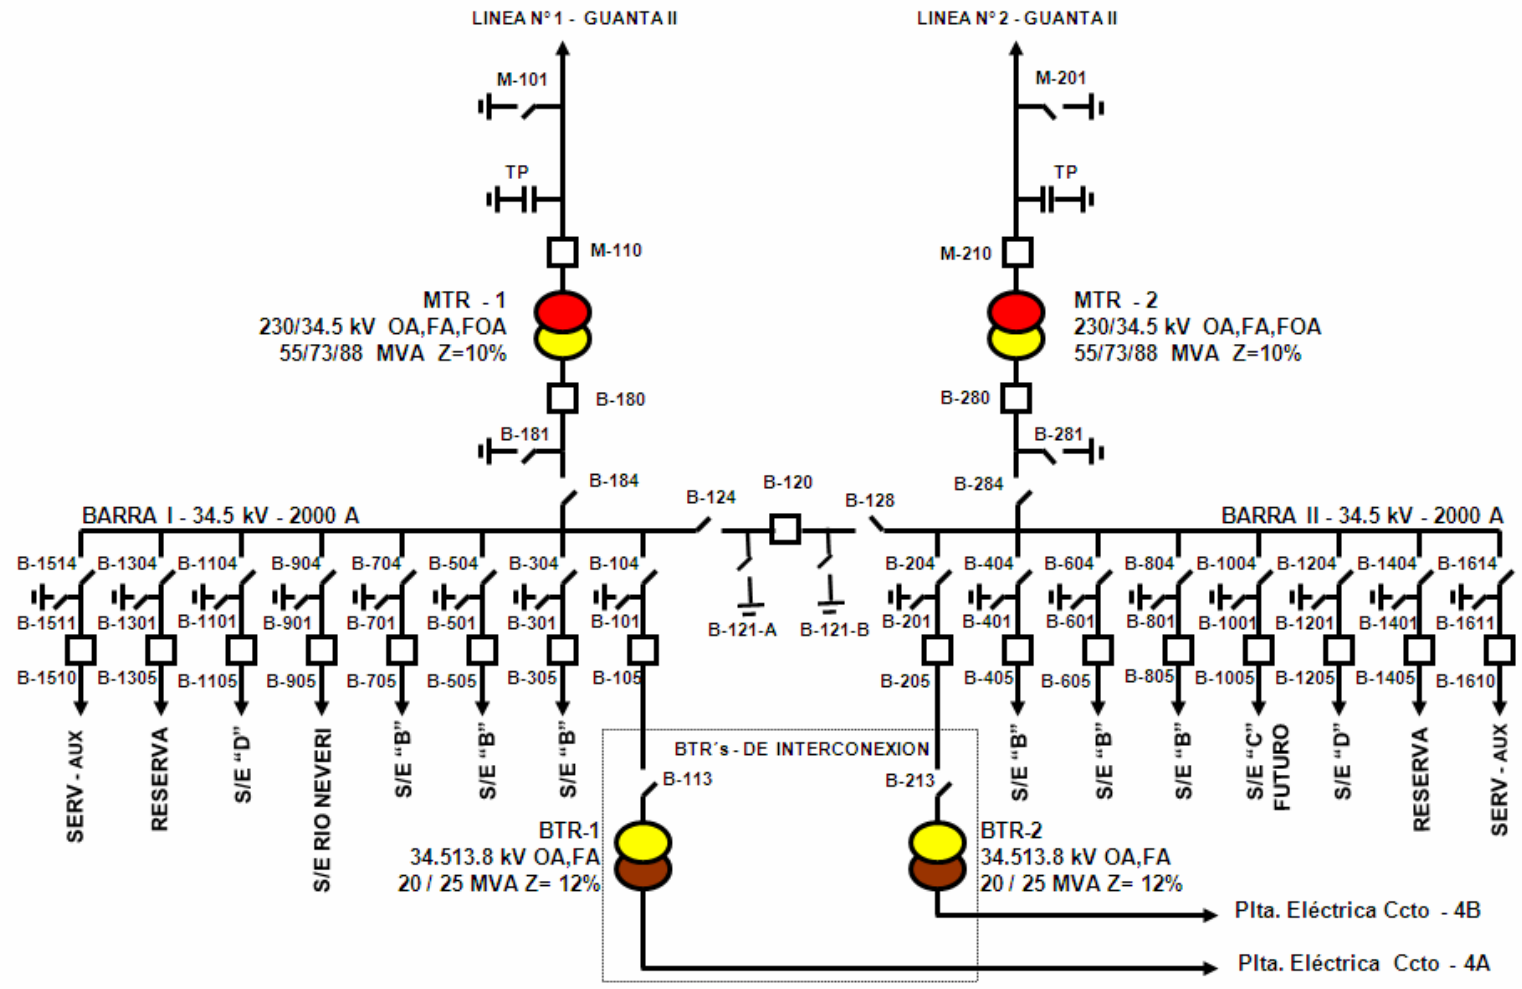 LINEA N° 1 - GUANTA II
LINEA N° 2 - GUANTA II
M-101
M-201
TP
TP
M-110
M-210
MTR - 1
230/34.5 kV OA,FA,FOA
55/73/88 MVA Z=10%
MTR - 2
230/34.5 kV OA,FA,FOA
55/73/88 MVA Z=10%
B-180
B-280
B-181
B-281
B-184
B-124
B-120
B-128
B-284
BARRA I - 34.5 kV - 2000 A
BARRA II - 34.5 kV - 2000 A
B-1514
B-1304
B-1104
B-904
B-704
B-504
B-304
B-104
B-204
B-404
B-604
B-804
B-1004
B-1204
B-1404
B-1614
B-1511
B-1301
B-1101
B-901
B-701
B-501
B-301
B-101
B-121-A
B-121-B
B-201
B-401
B-601
B-801
B-1001
B-1201
B-1401
B-1611
B-1510
B-1305
B-1105
B-905
B-705
B-505
B-305
B-105
B-205
B-405
B-605
B-805
B-1005
B-1205
B-1405
B-1610
SERV - AUX
RESERVA
S/E “D”
S/E RIO NEVERI
S/E “B”
S/E “B”
S/E “B”
S/E “B”
S/E “B”
S/E “B”
S/E “C”
FUTURO
S/E “D”
RESERVA
SERV - AUX
BTR´s - DE INTERCONEXION
B-113
B-213
BTR-1
34.513.8 kV OA,FA
20 / 25 MVA Z= 12%
BTR-2
34.513.8 kV OA,FA
20 / 25 MVA Z= 12%
Plta. Eléctrica Ccto - 4B
Plta. Eléctrica Ccto - 4A